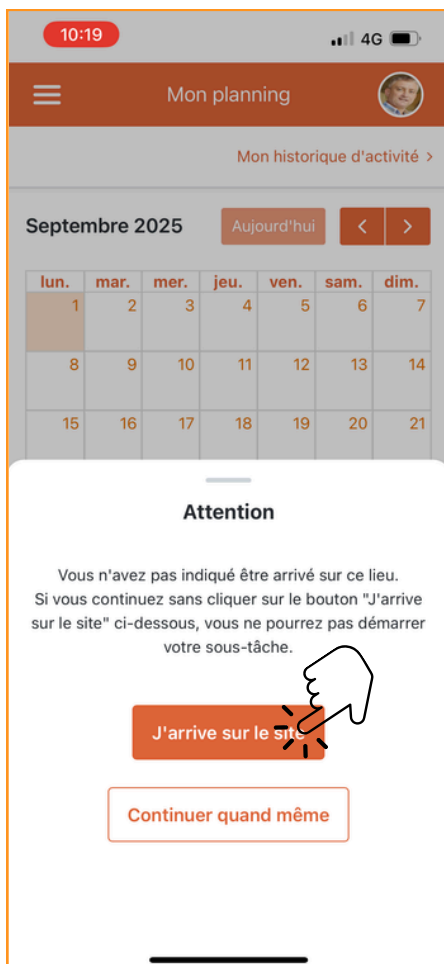 10:19 4G
Mon planning
Mon historique d'activité >
Septembre 2025 Aujourd'hui < >
lun. mar. mer. jeu. ven. sam. dim.
1 2 3 4 5 6 7
8 9 10 11 12 13 14
15 16 17 18 19 20 21
Attention
Vous n'avez pas indiqué être arrivé sur ce lieu.
Si vous continuez sans cliquer sur le bouton "J'arrive
sur le site" ci-dessous, vous ne pourrez pas démarrer
votre sous-tâche.
J'arrive sur le site
Continuer quand même